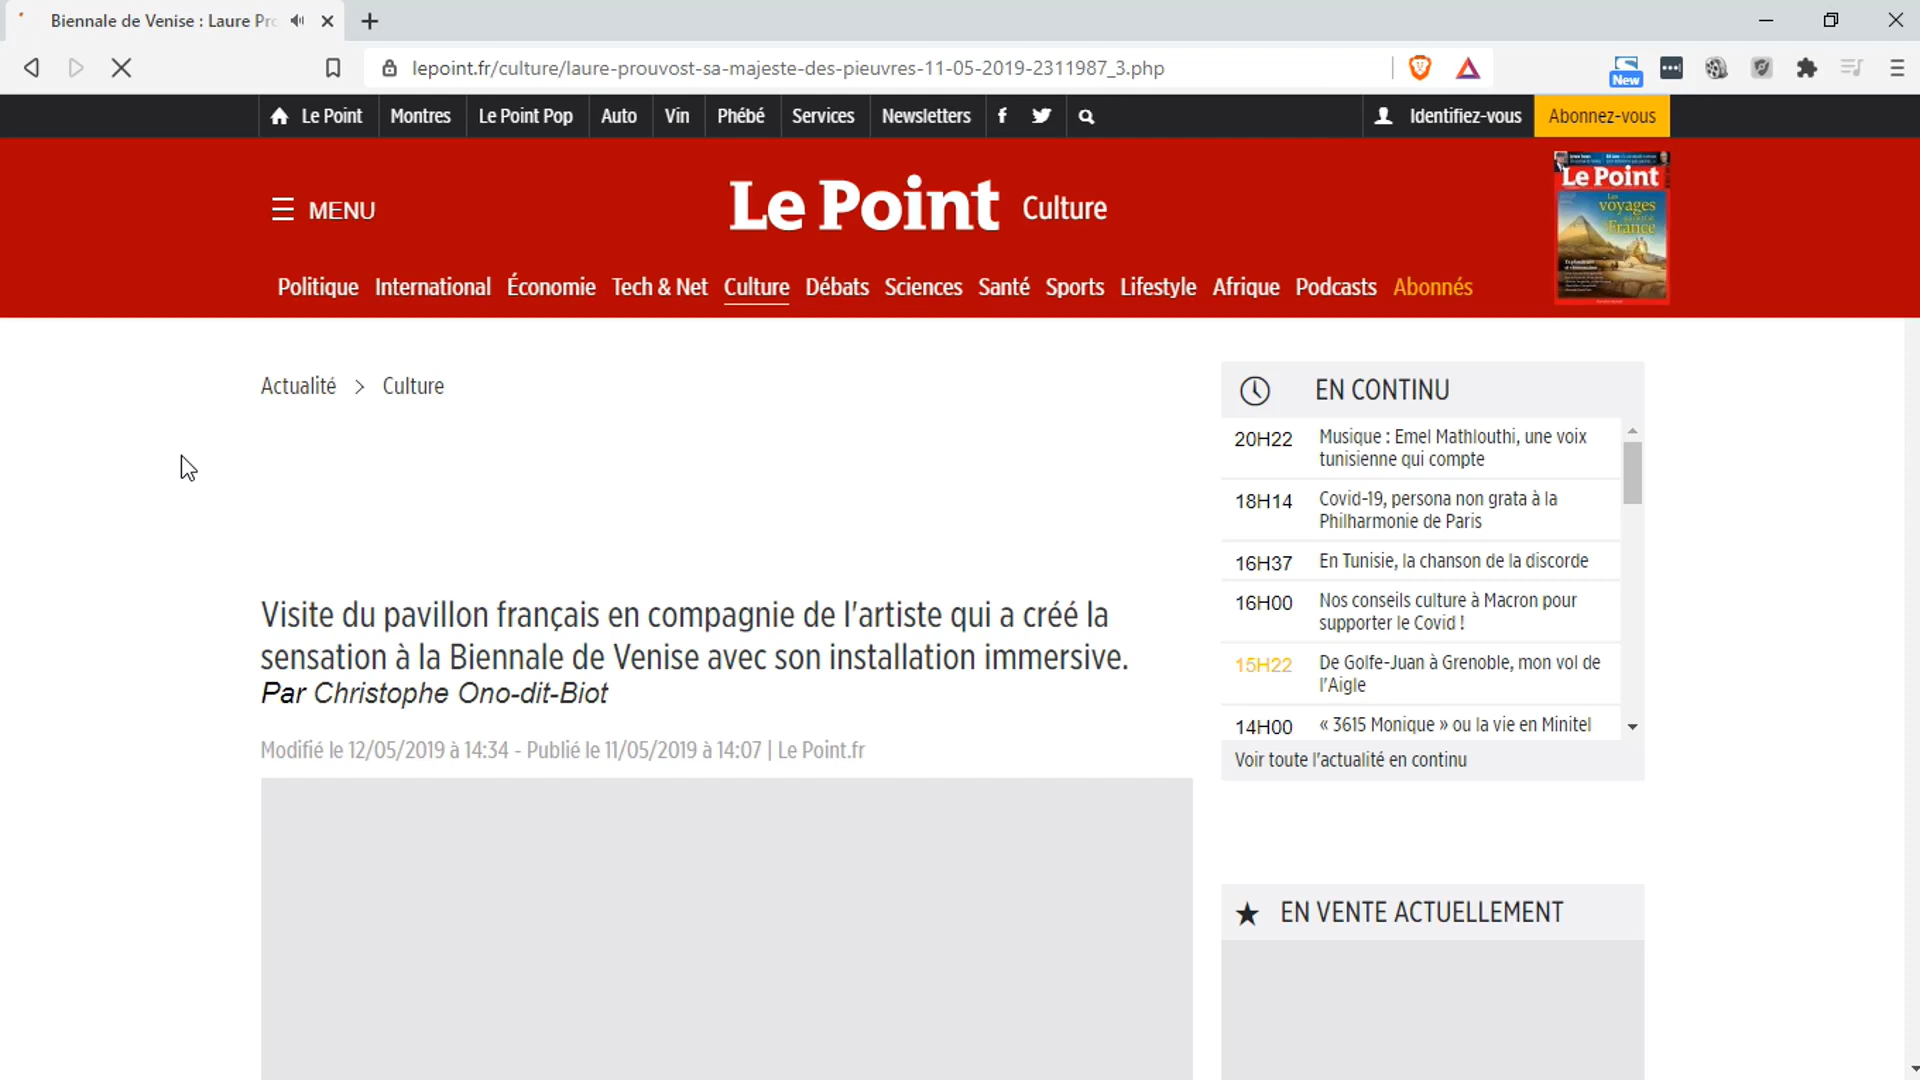 Biennale de Venise : Laure Pro
lepoint.fr/culture/laure-prouvost-sa-majeste-des-pieuvres-11-05-2019-2311987_3.php
New
Le Point
Montres
Le Point Pop
Auto
Vin
Phébé
Services
Newsletters
Identifiez-vous
Abonnez-vous
MENU
Le Point Culture
Le Point
Les
voyages
France
Politique
International
Économie
Tech & Net
Culture
Débats
Sciences
Santé
Sports
Lifestyle
Afrique
Podcasts
Abonnés
Actualité > Culture
Visite du pavillon français en compagnie de l'artiste qui a créé la
sensation à la Biennale de Venise avec son installation immersive.
Par Christophe Ono-dit-Biot
Modifié le 12/05/2019 à 14:34 - Publié le 11/05/2019 à 14:07 | Le Point.fr
EN CONTINU
20H22 Musique : Emel Mathlouthi, une voix
tunisienne qui compte
18H14 Covid-19, persona non grata à la
Philharmonie de Paris
16H37 En Tunisie, la chanson de la discorde
16H00 Nos conseils culture à Macron pour
supporter le Covid !
15H22 De Golfe-Juan à Grenoble, mon vol de
l'Aigle
14H00 « 3615 Monique » ou la vie en Minitel
Voir toute l'actualité en continu
EN VENTE ACTUELLEMENT